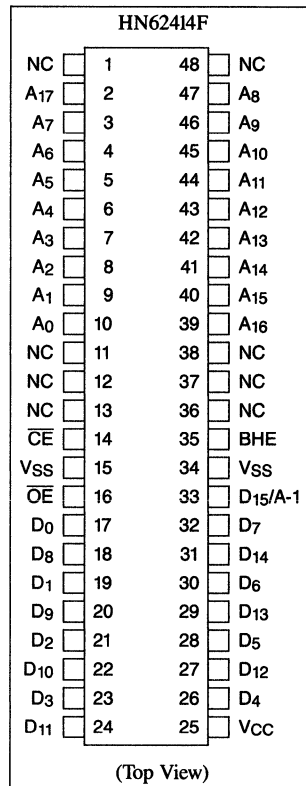 HN62414F
NC 1 48 NC
A17 2 47 A8
A7 3 46 A9
A6 4 45 A10
A5 5 44 A11
A4 6 43 A12
A3 7 42 A13
A2 8 41 A14
A1 9 40 A15
A0 10 39 A16
NC 11 38 NC
NC 12 37 NC
NC 13 36 NC
C̅E̅ 14 35 BHE
VSS 15 34 VSS
O̅E̅ 16 33 D15/A-1
D0 17 32 D7
D8 18 31 D14
D1 19 30 D6
D9 20 29 D13
D2 21 28 D5
D10 22 27 D12
D3 23 26 D4
D11 24 25 VCC
(Top View)